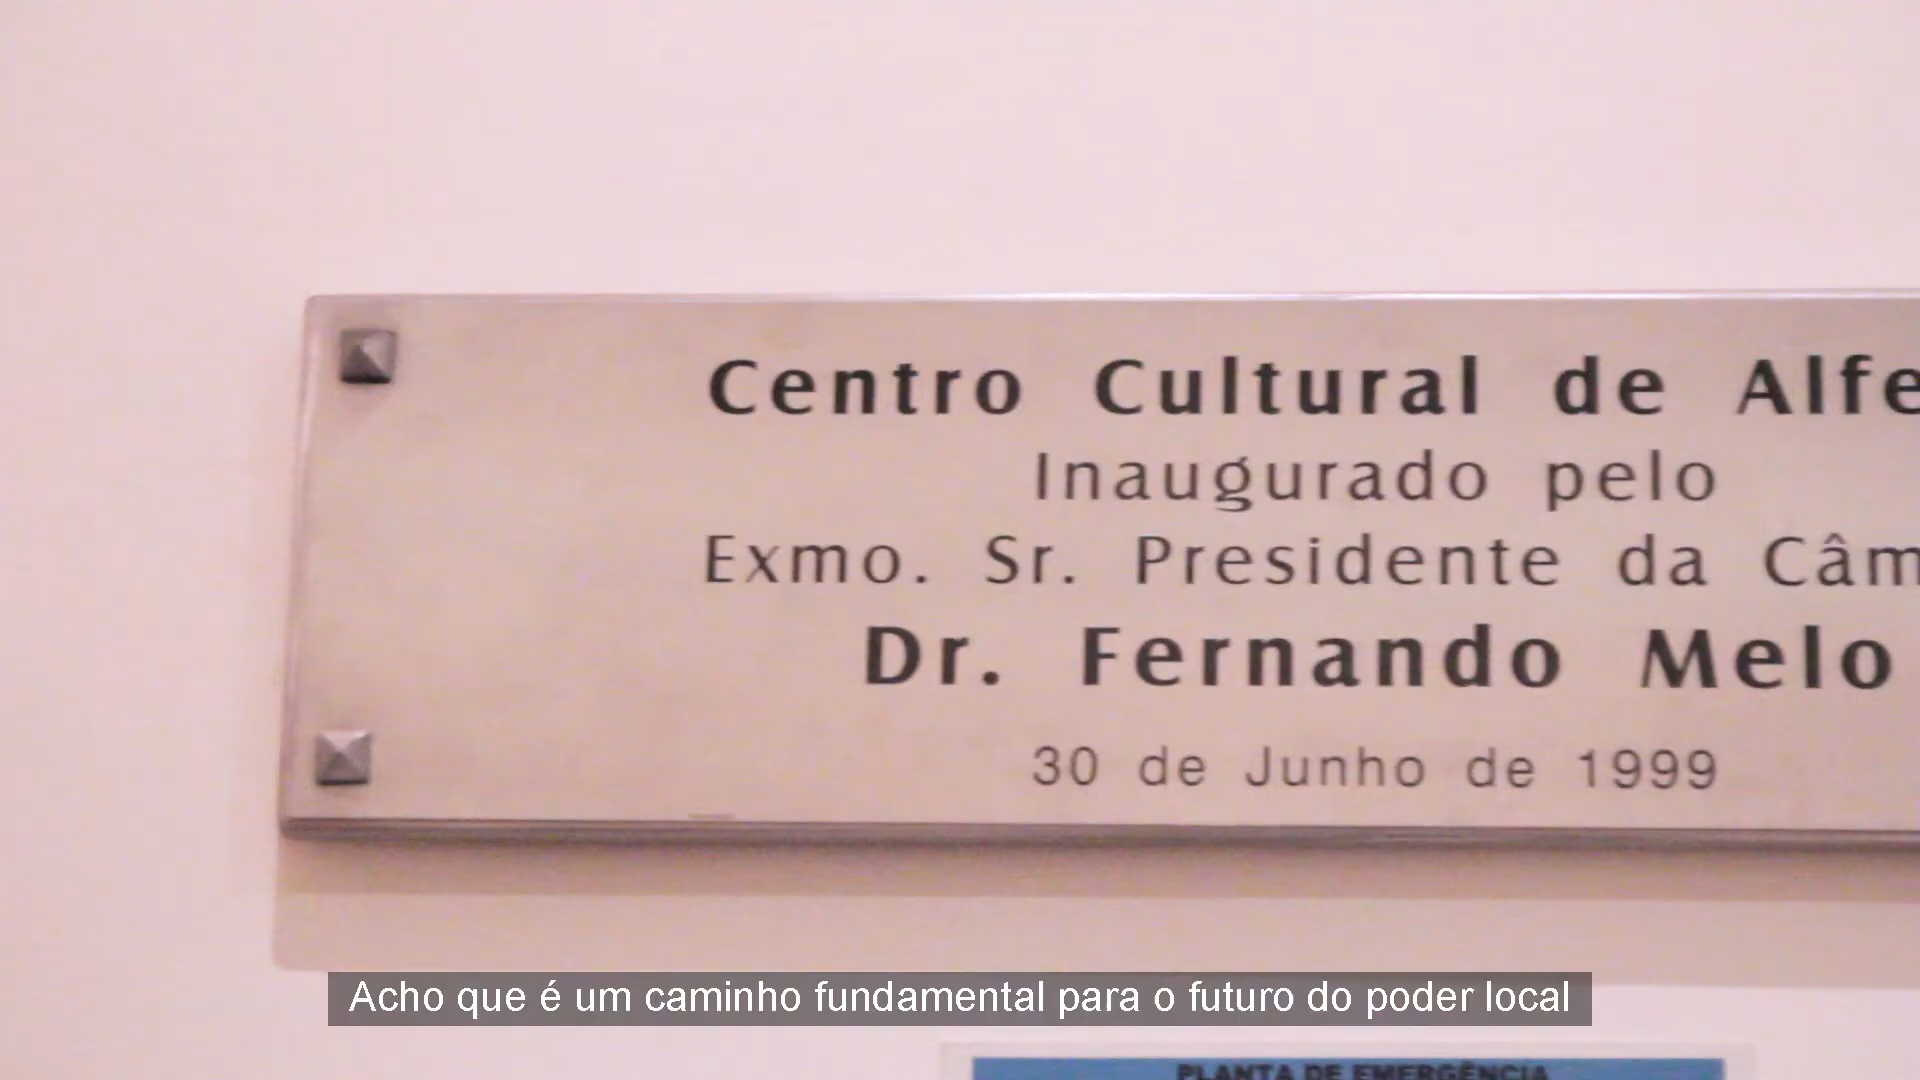 Centro Cultural de Alfe
Inaugurado pelo
Exmo. Sr. Presidente da Câm
Dr. Fernando Melo
30 de Junho de 1999
Acho que é um caminho fundamental para o futuro do poder local
PLANTA DE EMERGÊNCIA